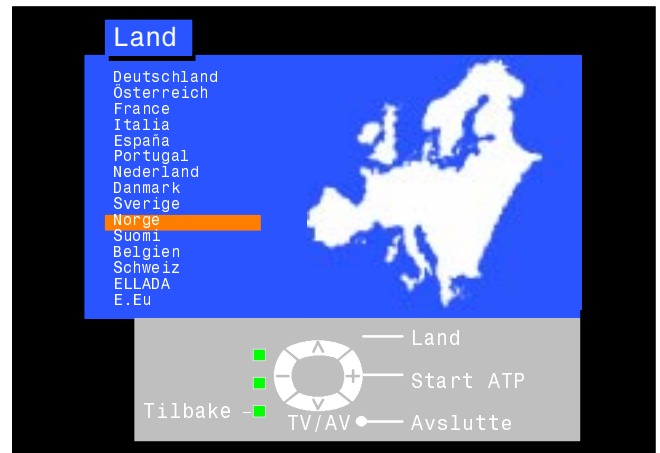 Land
Deutschland
Österreich
France
Italia
España
Portugal
Nederland
Danmark
Sverige
Norge
Suomi
Belgien
Schweiz
ELLADA
E.Eu
Land
Start ATP
Tilbake
TV/AV
Avslutte